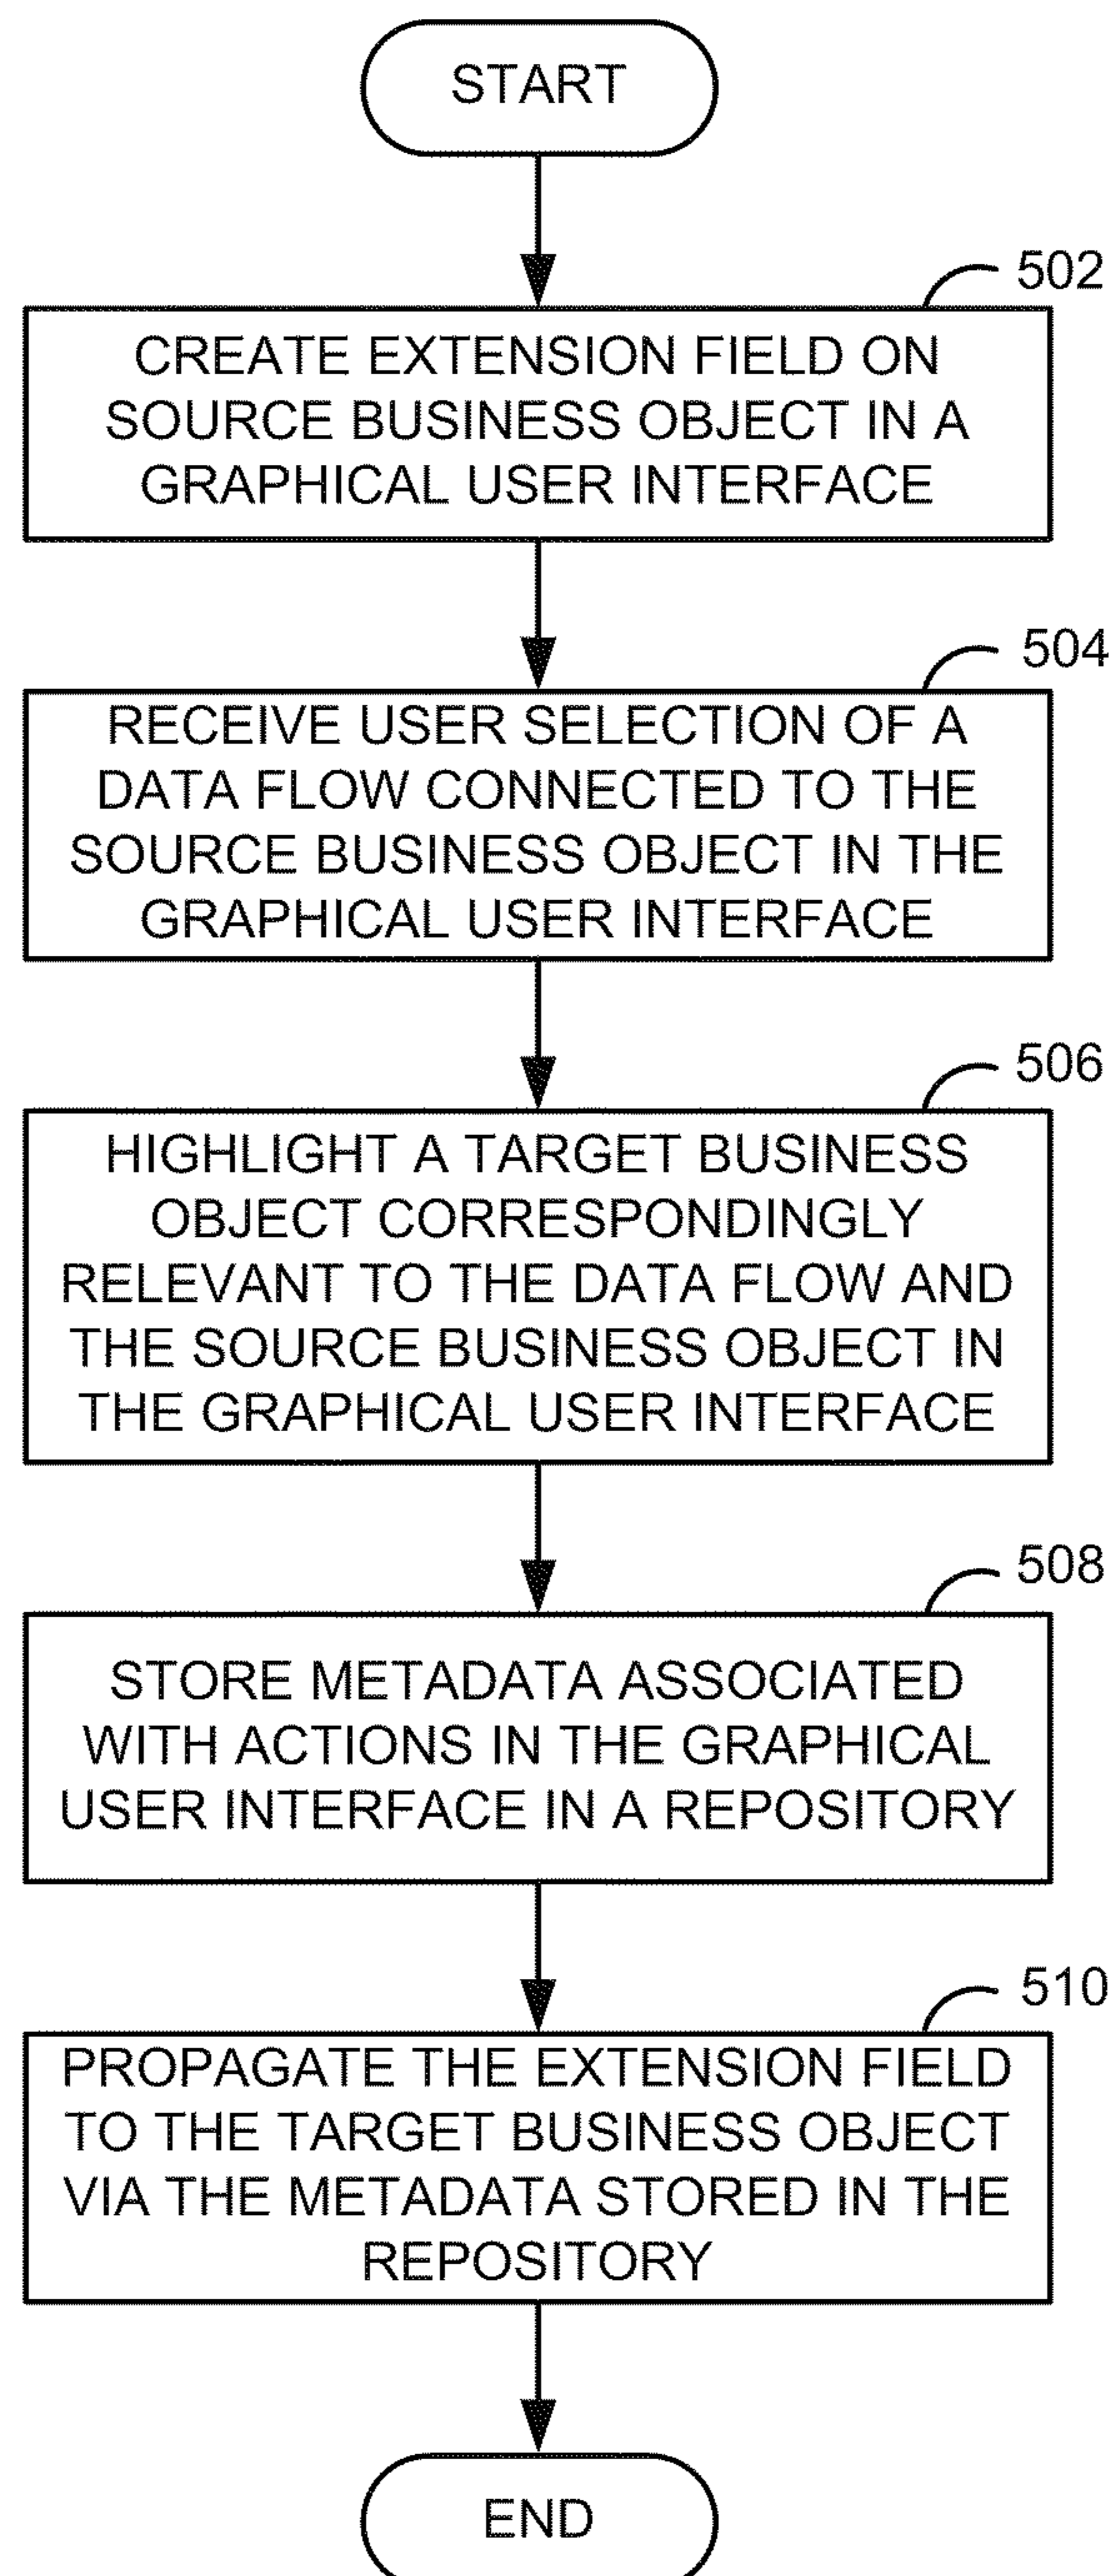 START
502
CREATE EXTENSION FIELD ON
SOURCE BUSINESS OBJECT IN A
GRAPHICAL USER INTERFACE
504
RECEIVE USER SELECTION OF A
DATA FLOW CONNECTED TO THE
SOURCE BUSINESS OBJECT IN THE
GRAPHICAL USER INTERFACE
506
HIGHLIGHT A TARGET BUSINESS
OBJECT CORRESPONDINGLY
RELEVANT TO THE DATA FLOW AND
THE SOURCE BUSINESS OBJECT IN
THE GRAPHICAL USER INTERFACE
508
STORE METADATA ASSOCIATED
WITH ACTIONS IN THE GRAPHICAL
USER INTERFACE IN A REPOSITORY
510
PROPAGATE THE EXTENSION FIELD
TO THE TARGET BUSINESS OBJECT
VIA THE METADATA STORED IN THE
REPOSITORY
END